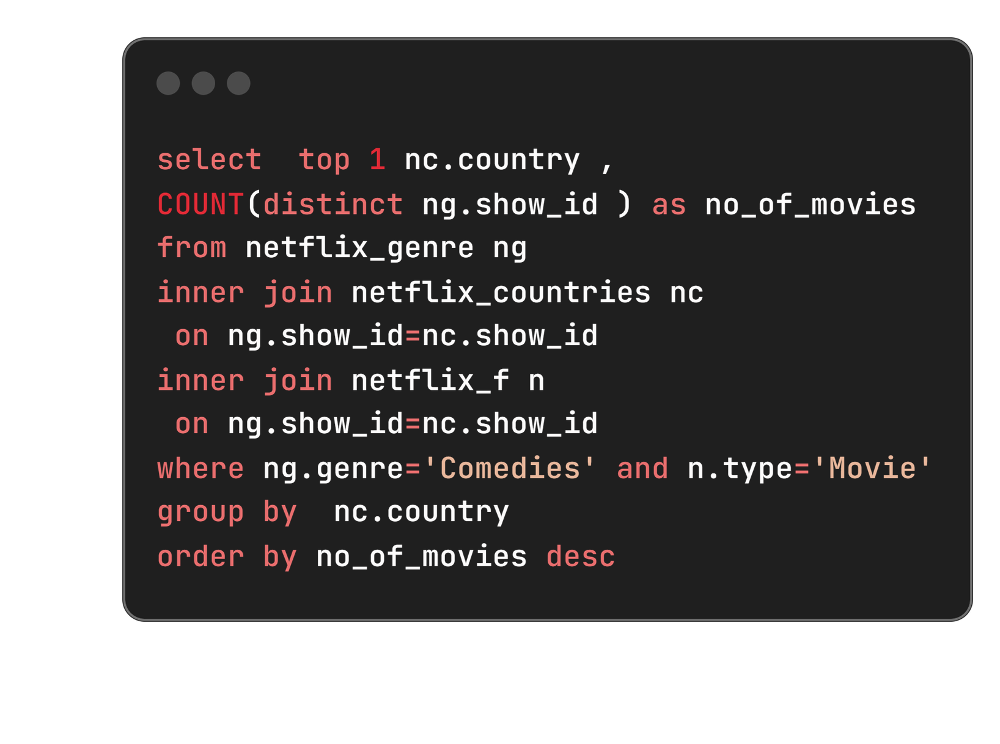 select  top 1 nc.country ,
COUNT(distinct ng.show_id ) as no_of_movies
from netflix_genre ng
inner join netflix_countries nc
 on ng.show_id=nc.show_id
inner join netflix_f n
 on ng.show_id=nc.show_id
where ng.genre='Comedies' and n.type='Movie'
group by  nc.country
order by no_of_movies desc